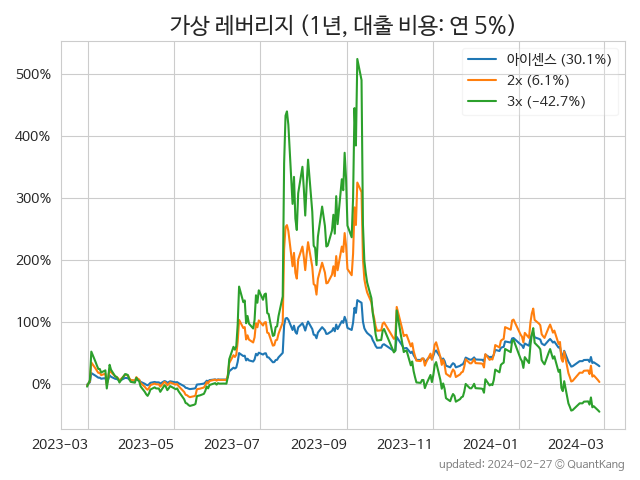 가상 레버리지 (1년, 대출 비용: 연 5%)
아이센스 (30.1%)
2x (6.1%)
3x (-42.7%)
500%
400%
300%
200%
100%
0%
2023-03 2023-05 2023-07 2023-09 2023-11 2024-01 2024-03
updated: 2024-02-27 © QuantKang